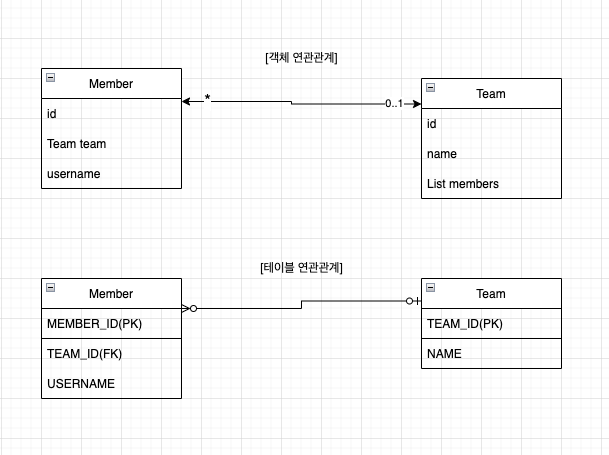 [객체 연관관계]
Member
id
Team team
username
*
0..1
Team
id
name
List members
[테이블 연관관계]
Member
MEMBER_ID(PK)
TEAM_ID(FK)
USERNAME
Team
TEAM_ID(PK)
NAME